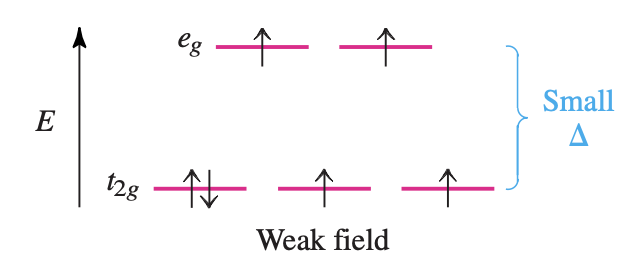 e_g
E
Small
Δ
t_2g
Weak field